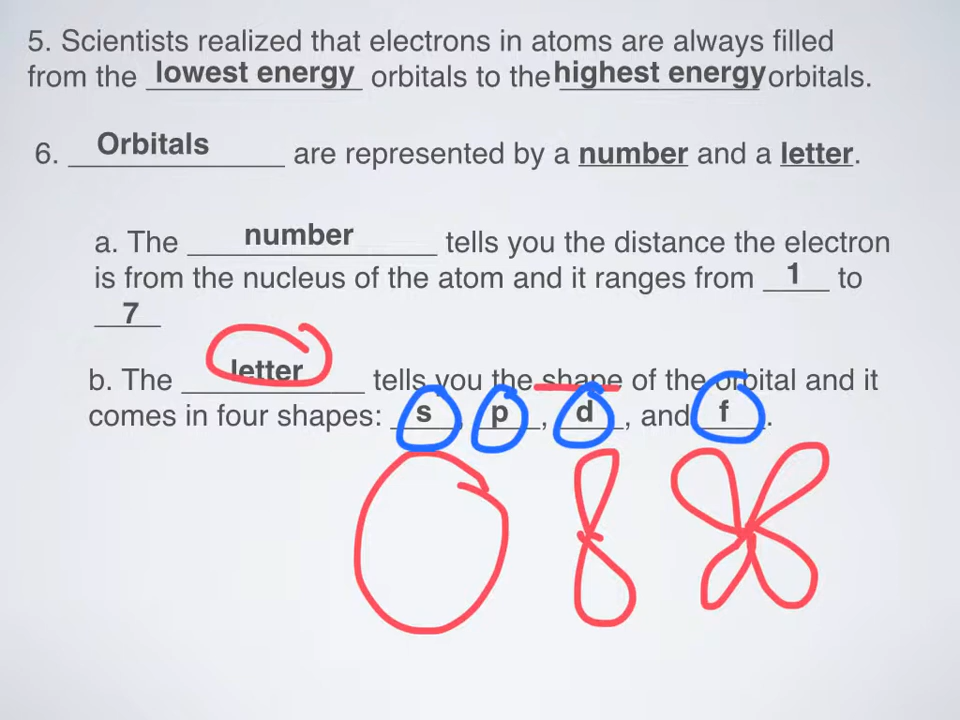 5. Scientists realized that electrons in atoms are always filled
from the lowest energy orbitals to the highest energy orbitals.
6. Orbitals are represented by a number and a letter.
a. The number tells you the distance the electron
is from the nucleus of the atom and it ranges from 1 to
7
b. The letter tells you the shape of the orbital and it
comes in four shapes: s, p, d, and f.